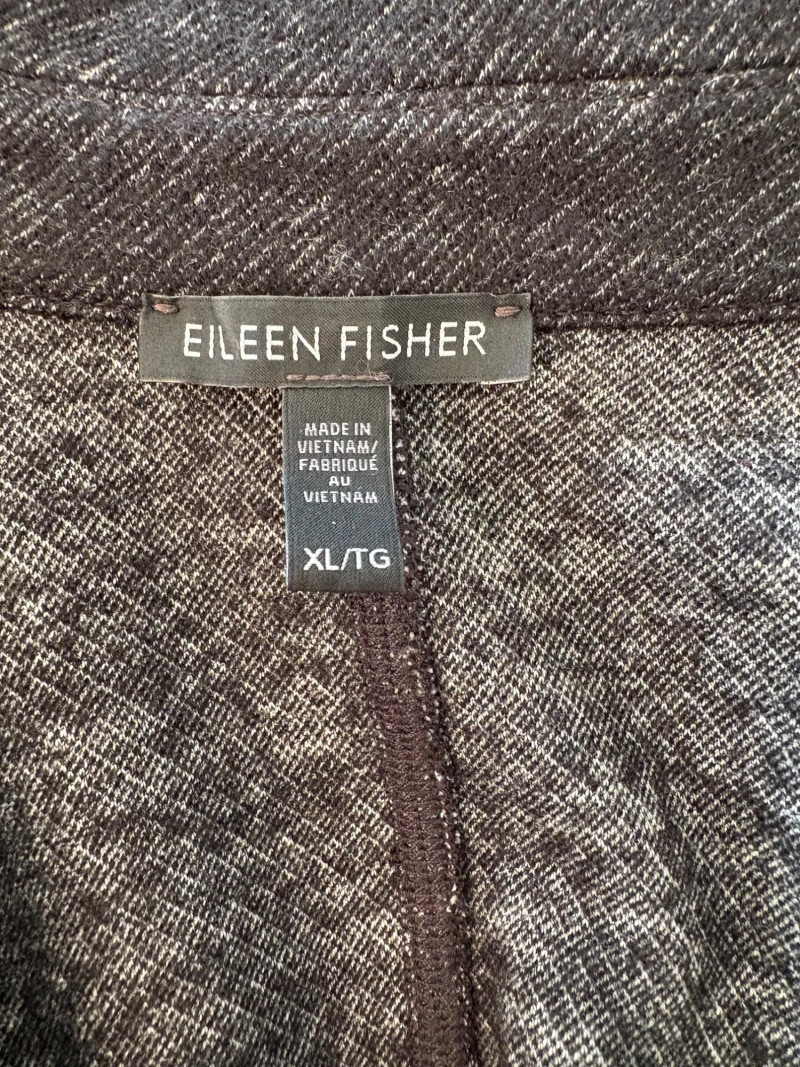 EILEEN FISHER
MADE IN
VIETNAM/
FABRIQUÉ
AU
VIETNAM
XL/TG